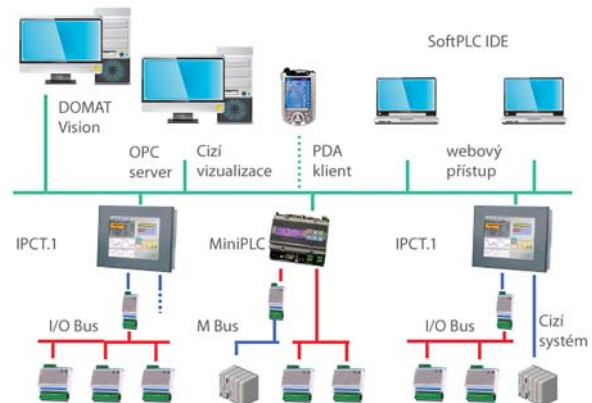 SoftPLC IDE
DOMAT
Vision
OPC
server
Cizí
vizualizace
PDA
klient
webový
přístup
IPCT.1
MiniPLC
IPCT.1
I/O Bus
M Bus
I/O Bus
Cizí
systém